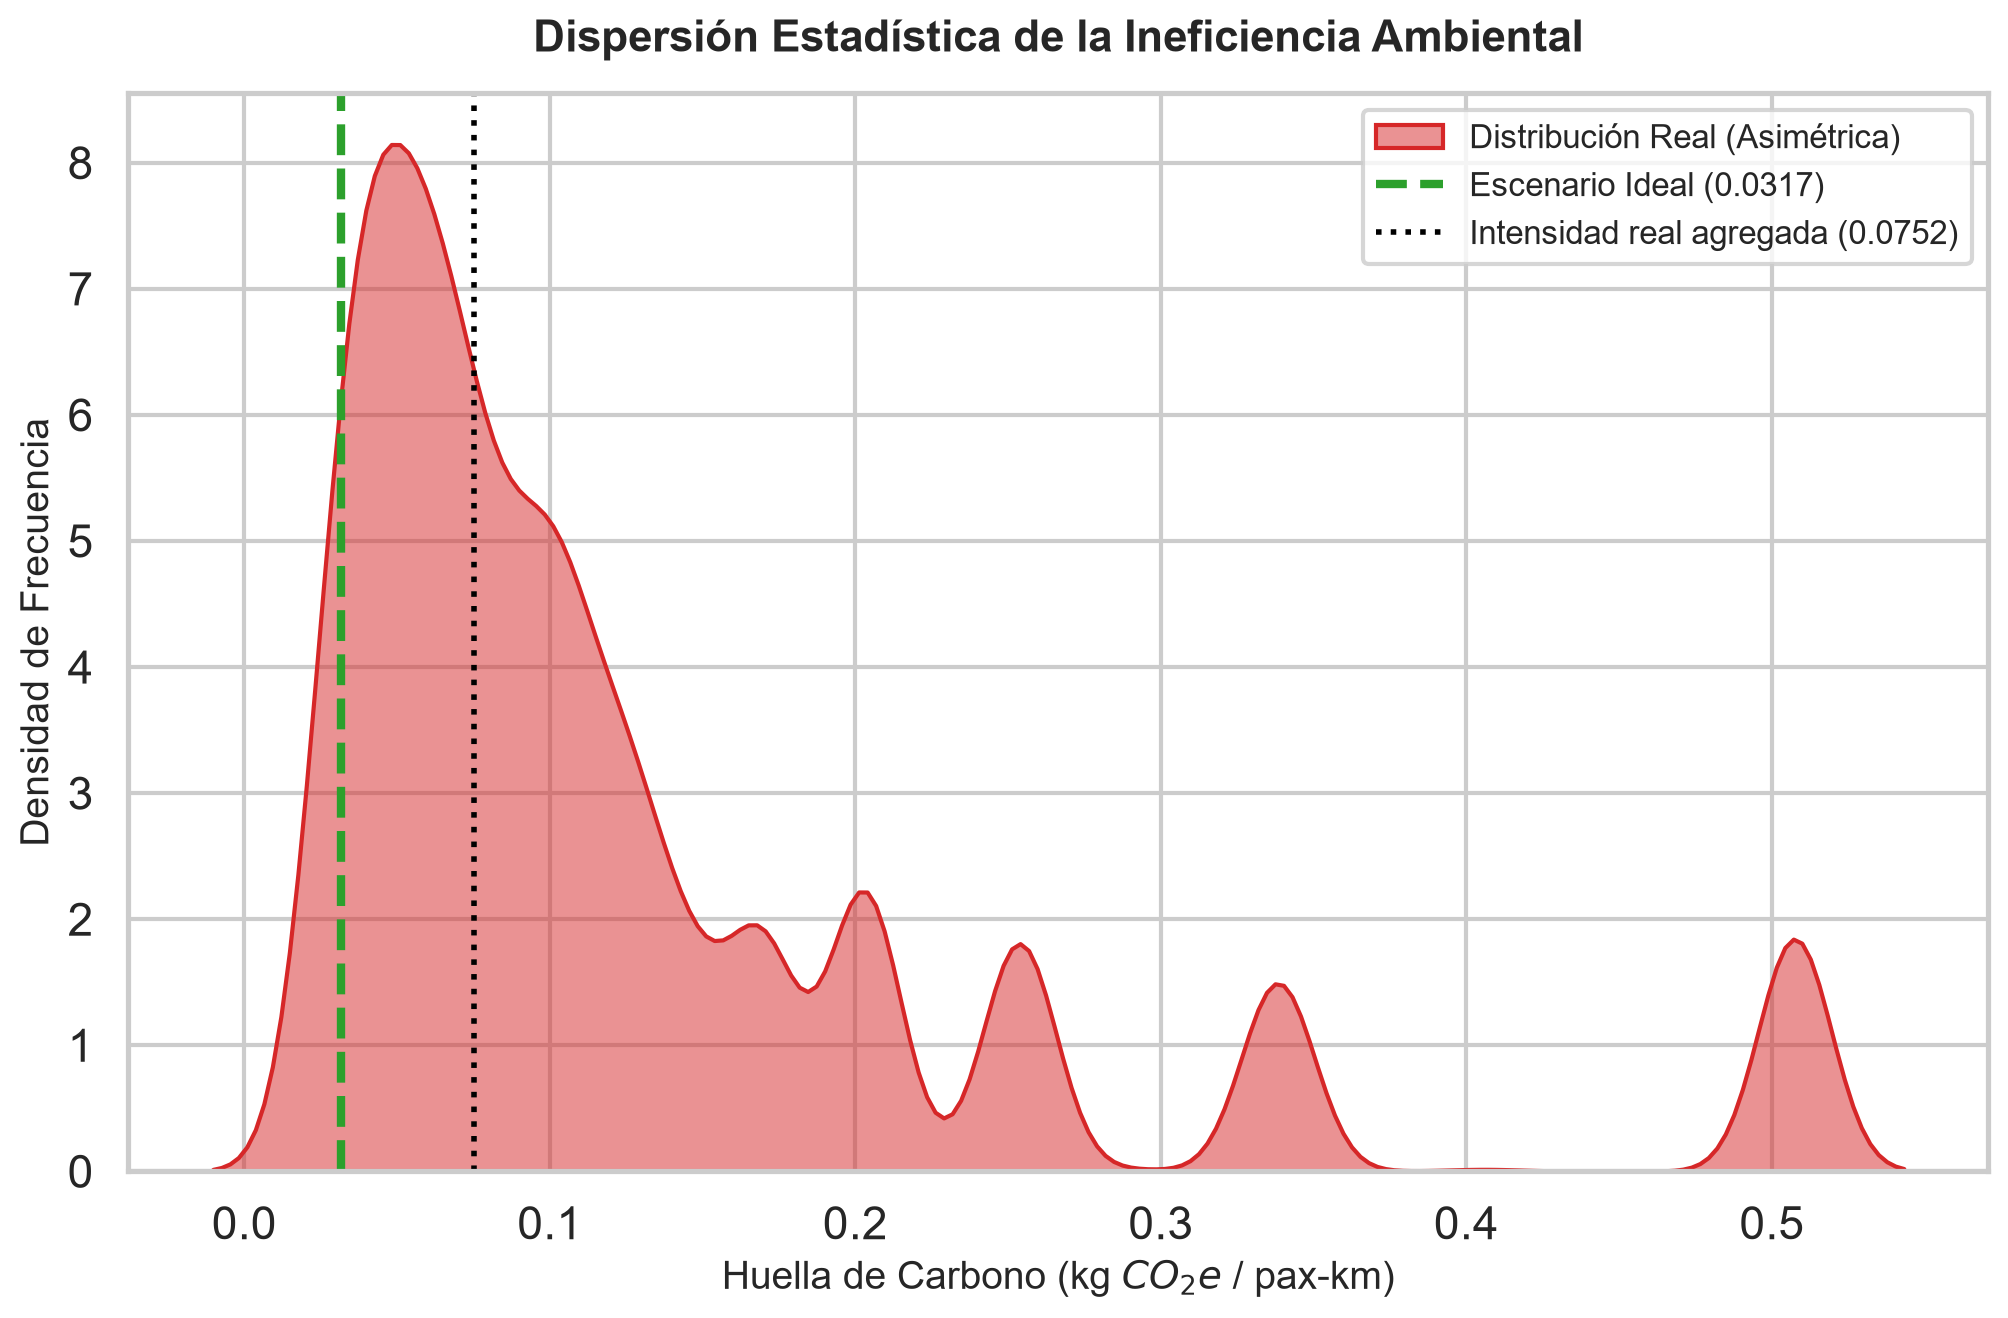 Dispersión Estadística de la Ineficiencia Ambiental
Distribución Real (Asimétrica)
Escenario Ideal (0.0317)
Intensidad real agregada (0.0752)
Densidad de Frecuencia
8
7
6
5
4
3
2
1
0
0.0 0.1 0.2 0.3 0.4 0.5
Huella de Carbono (kg CO₂e / pax-km)